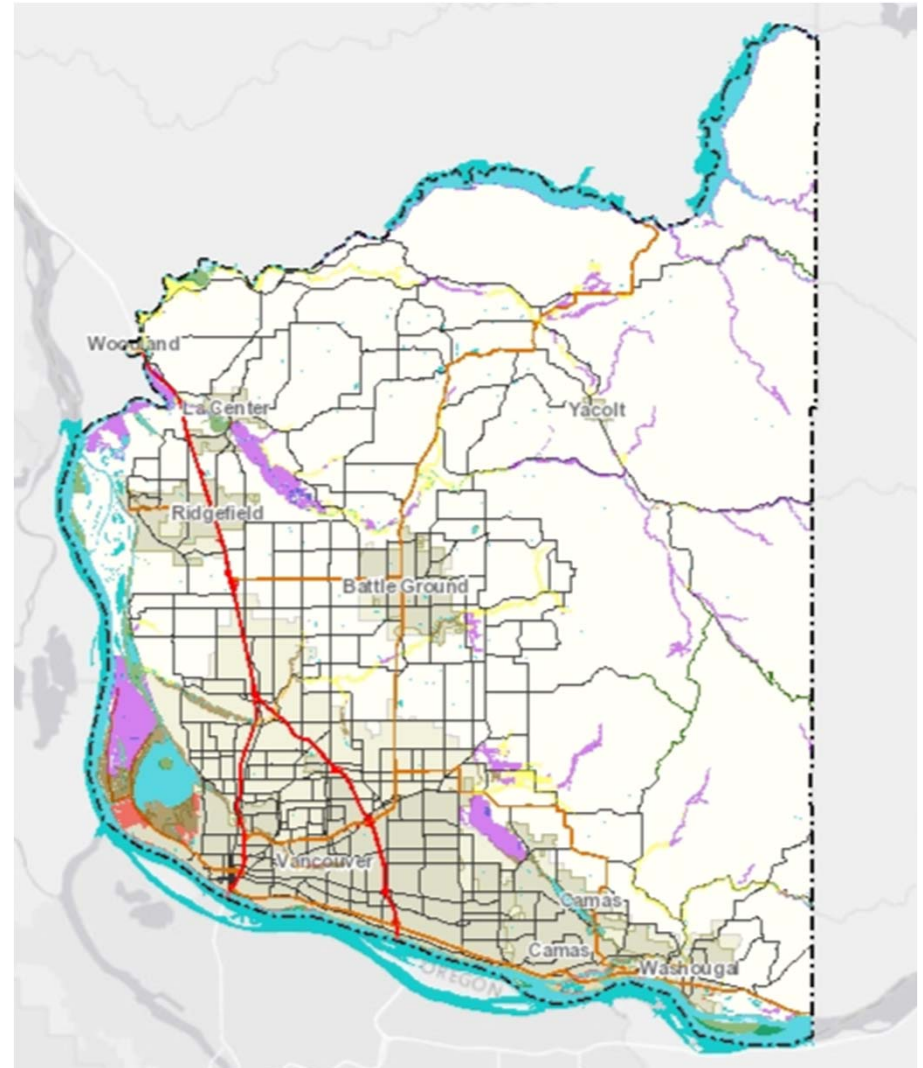 Woodland
La Center
Yacolt
Ridgefield
Battle Ground
Vancouver
Camas
Camas
Washougal
OREGON